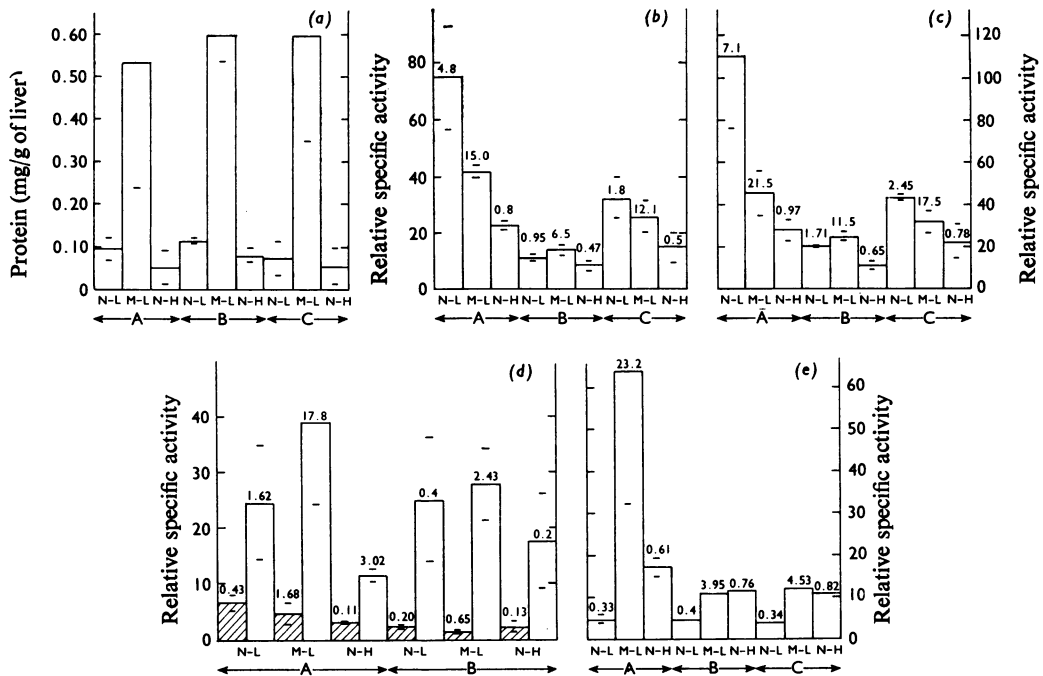 (a)
Protein (mg/g of liver)
0.60
0.50
0.40
0.30
0.20
0.10
0
N–L M–L N–H N–L M–L N–H N–L M–L N–H
A B C
(b)
Relative specific activity
80
60
40
20
0
4.8 15.0 0.8 0.95 6.5 0.47 1.8 12.1 0.5
N–L M–L N–H N–L M–L N–H N–L M–L N–H
A B C
(c)
Relative specific activity
120
100
80
60
40
20
0
7.1 21.5 0.97 1.71 11.5 0.65 2.45 17.5 0.78
N–L M–L N–H N–L M–L N–H N–L M–L N–H
A B C
(d)
Relative specific activity
40
30
20
10
0
0.43 1.62 1.68 17.8 0.11 3.02 0.20 0.4 0.65 2.43 0.13 0.2
N–L M–L N–H N–L M–L N–H
A B
(e)
Relative specific activity
60
50
40
30
20
10
0
0.33 23.2 0.61 0.4 3.95 0.76 0.34 4.53 0.82
N–L M–L N–H N–L M–L N–H N–L M–L N–H
A B C